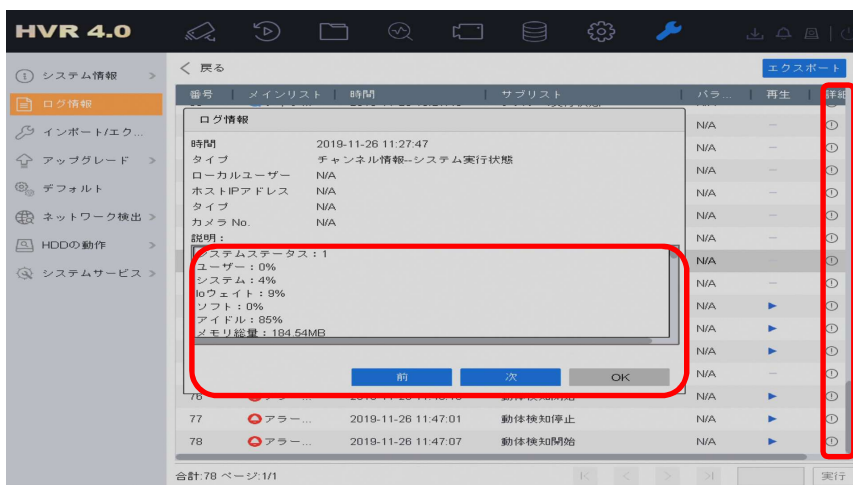 HVR 4.0
システム情報 >
ログ情報
インポート/エク...
アップグレード >
デフォルト
ネットワーク検出 >
HDDの動作 >
システムサービス >
< 戻る
エクスポート
番号 メインリスト 時間 サブリスト パラ... 再生 詳細
ログ情報
時間 2019-11-26 11:27:47
タイプ チャンネル情報--システム実行状態
ローカルユーザー N/A
ホストIPアドレス N/A
タイプ N/A
カメラ No. N/A
説明：
システムステータス：1
ユーザー：0%
システム：4%
Ioウェイト：9%
ソフト：0%
アイドル：85%
メモリ総量：184.54MB
前 次 OK
N/A —
N/A —
N/A —
N/A —
N/A —
N/A —
N/A —
N/A —
N/A
N/A
N/A
N/A —
76 アラー... N/A
77 アラー... 2019-11-26 11:47:01 動体検知停止 N/A
78 アラー... 2019-11-26 11:47:07 動体検知開始 N/A
合計:78 ページ:1/1
実行